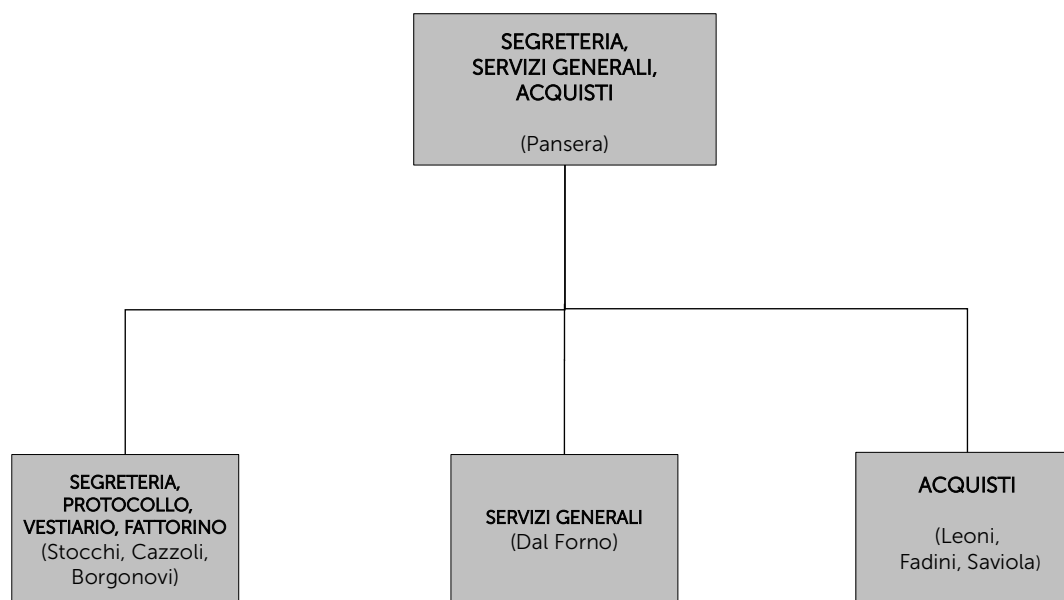 SEGRETERIA,
SERVIZI GENERALI,
ACQUISTI
(Pansera)
SEGRETERIA,
PROTOCOLLO,
VESTIARIO, FATTORINO
(Stocchi, Cazzoli,
Borgonovi)
SERVIZI GENERALI
(Dal Forno)
ACQUISTI
(Leoni,
Fadini, Saviola)